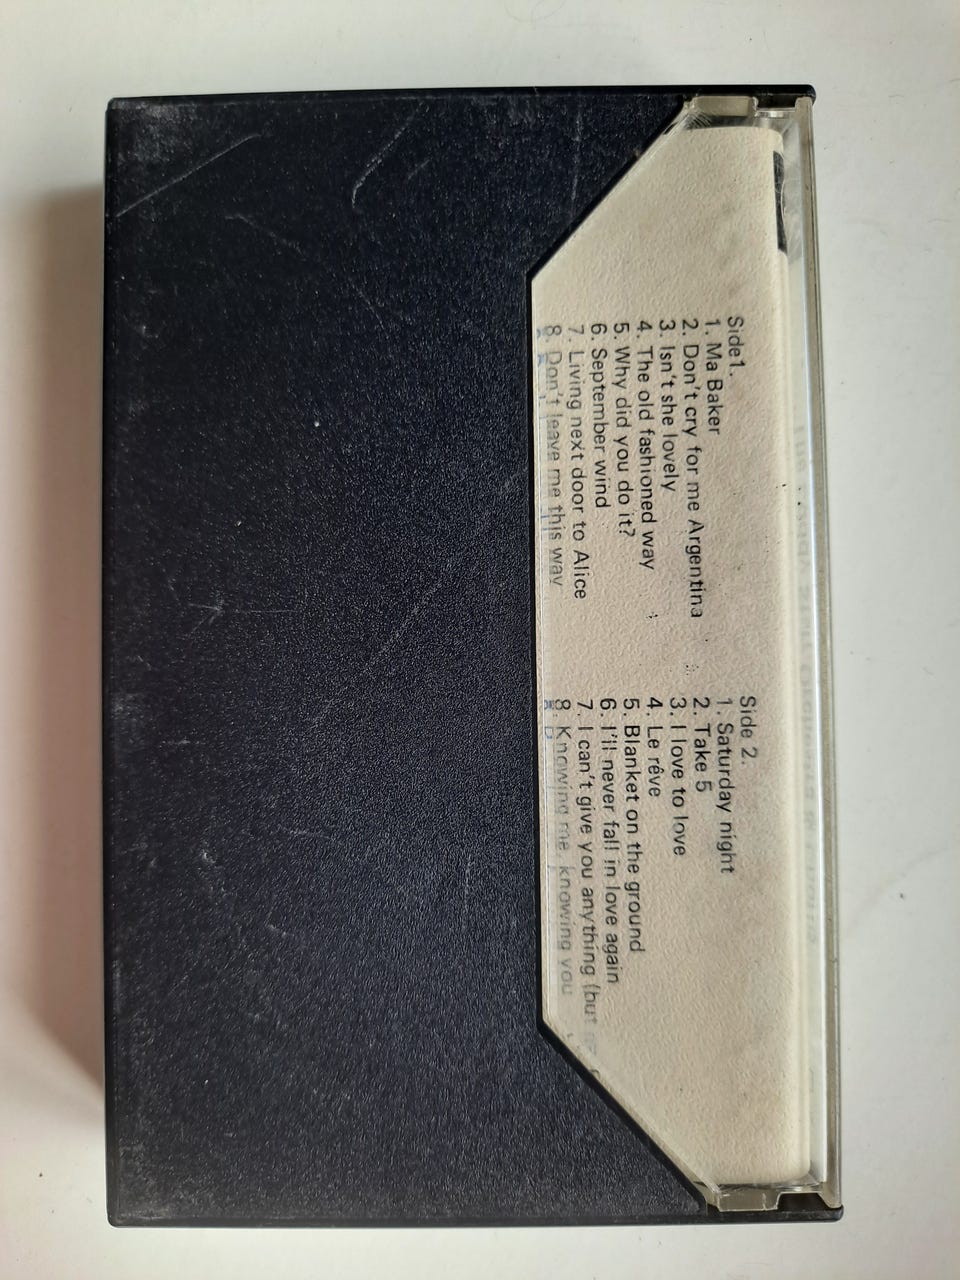 Side1.
1. Ma Baker
2. Don't cry for me Argentina
3. Isn't she lovely
4. The old fashioned way
5. Why did you do it?
6. September wind
7. Living next door to Alice
8. Don't leave me this way
Side 2.
1. Saturday night
2. Take 5
3. I love to love
4. Le rêve
5. Blanket on the ground
6. I'll never fall in love again
7. I can't give you anything (but
8. Knowing me, knowing you